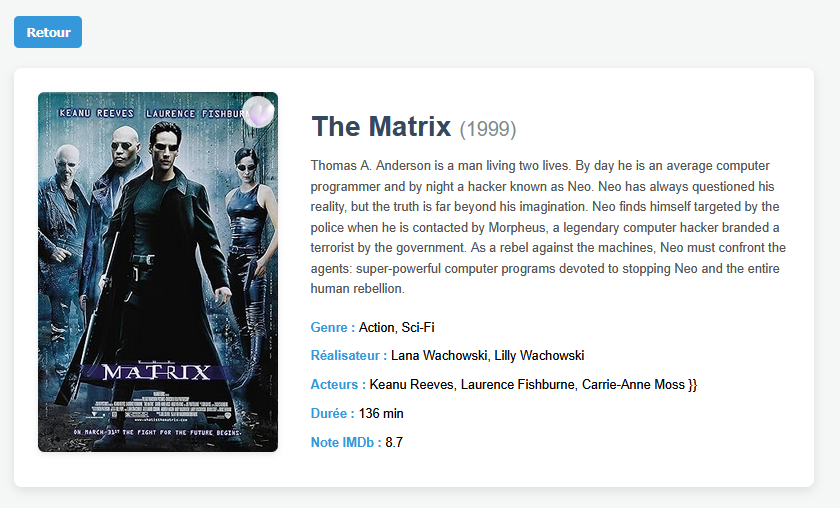 Retour
KEANU REEVES LAURENCE FISHBUR
The Matrix (1999)
Thomas A. Anderson is a man living two lives. By day he is an average computer
programmer and by night a hacker known as Neo. Neo has always questioned his
reality, but the truth is far beyond his imagination. Neo finds himself targeted by the
police when he is contacted by Morpheus, a legendary computer hacker branded a
terrorist by the government. As a rebel against the machines, Neo must confront the
agents: super-powerful computer programs devoted to stopping Neo and the entire
human rebellion.
Genre : Action, Sci-Fi
Réalisateur : Lana Wachowski, Lilly Wachowski
Acteurs : Keanu Reeves, Laurence Fishburne, Carrie-Anne Moss }}
Durée : 136 min
Note IMDb : 8.7
THE
MATRIX
www.whatisthematrix.com
ON MARCH 31ST THE FIGHT FOR THE FUTURE BEGINS.